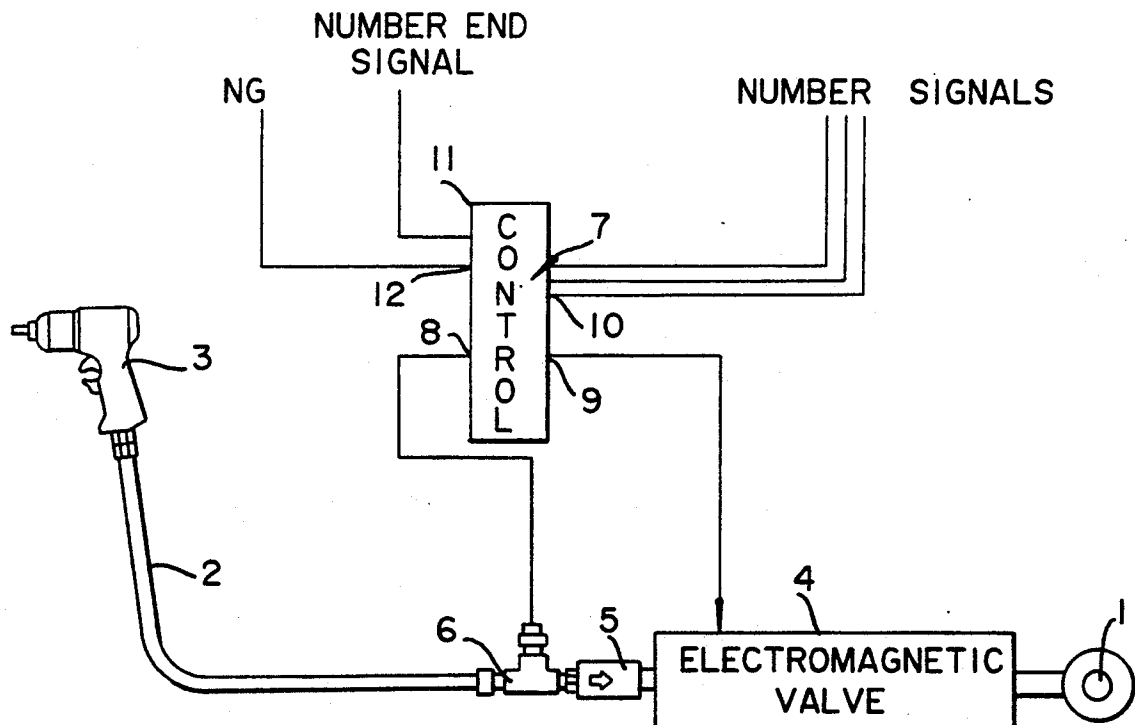 NUMBER END
SIGNAL
NG
NUMBER SIGNALS
11
CONTROL
7
12
10
8
9
3
2
4
1
6
5
ELECTROMAGNETIC
VALVE